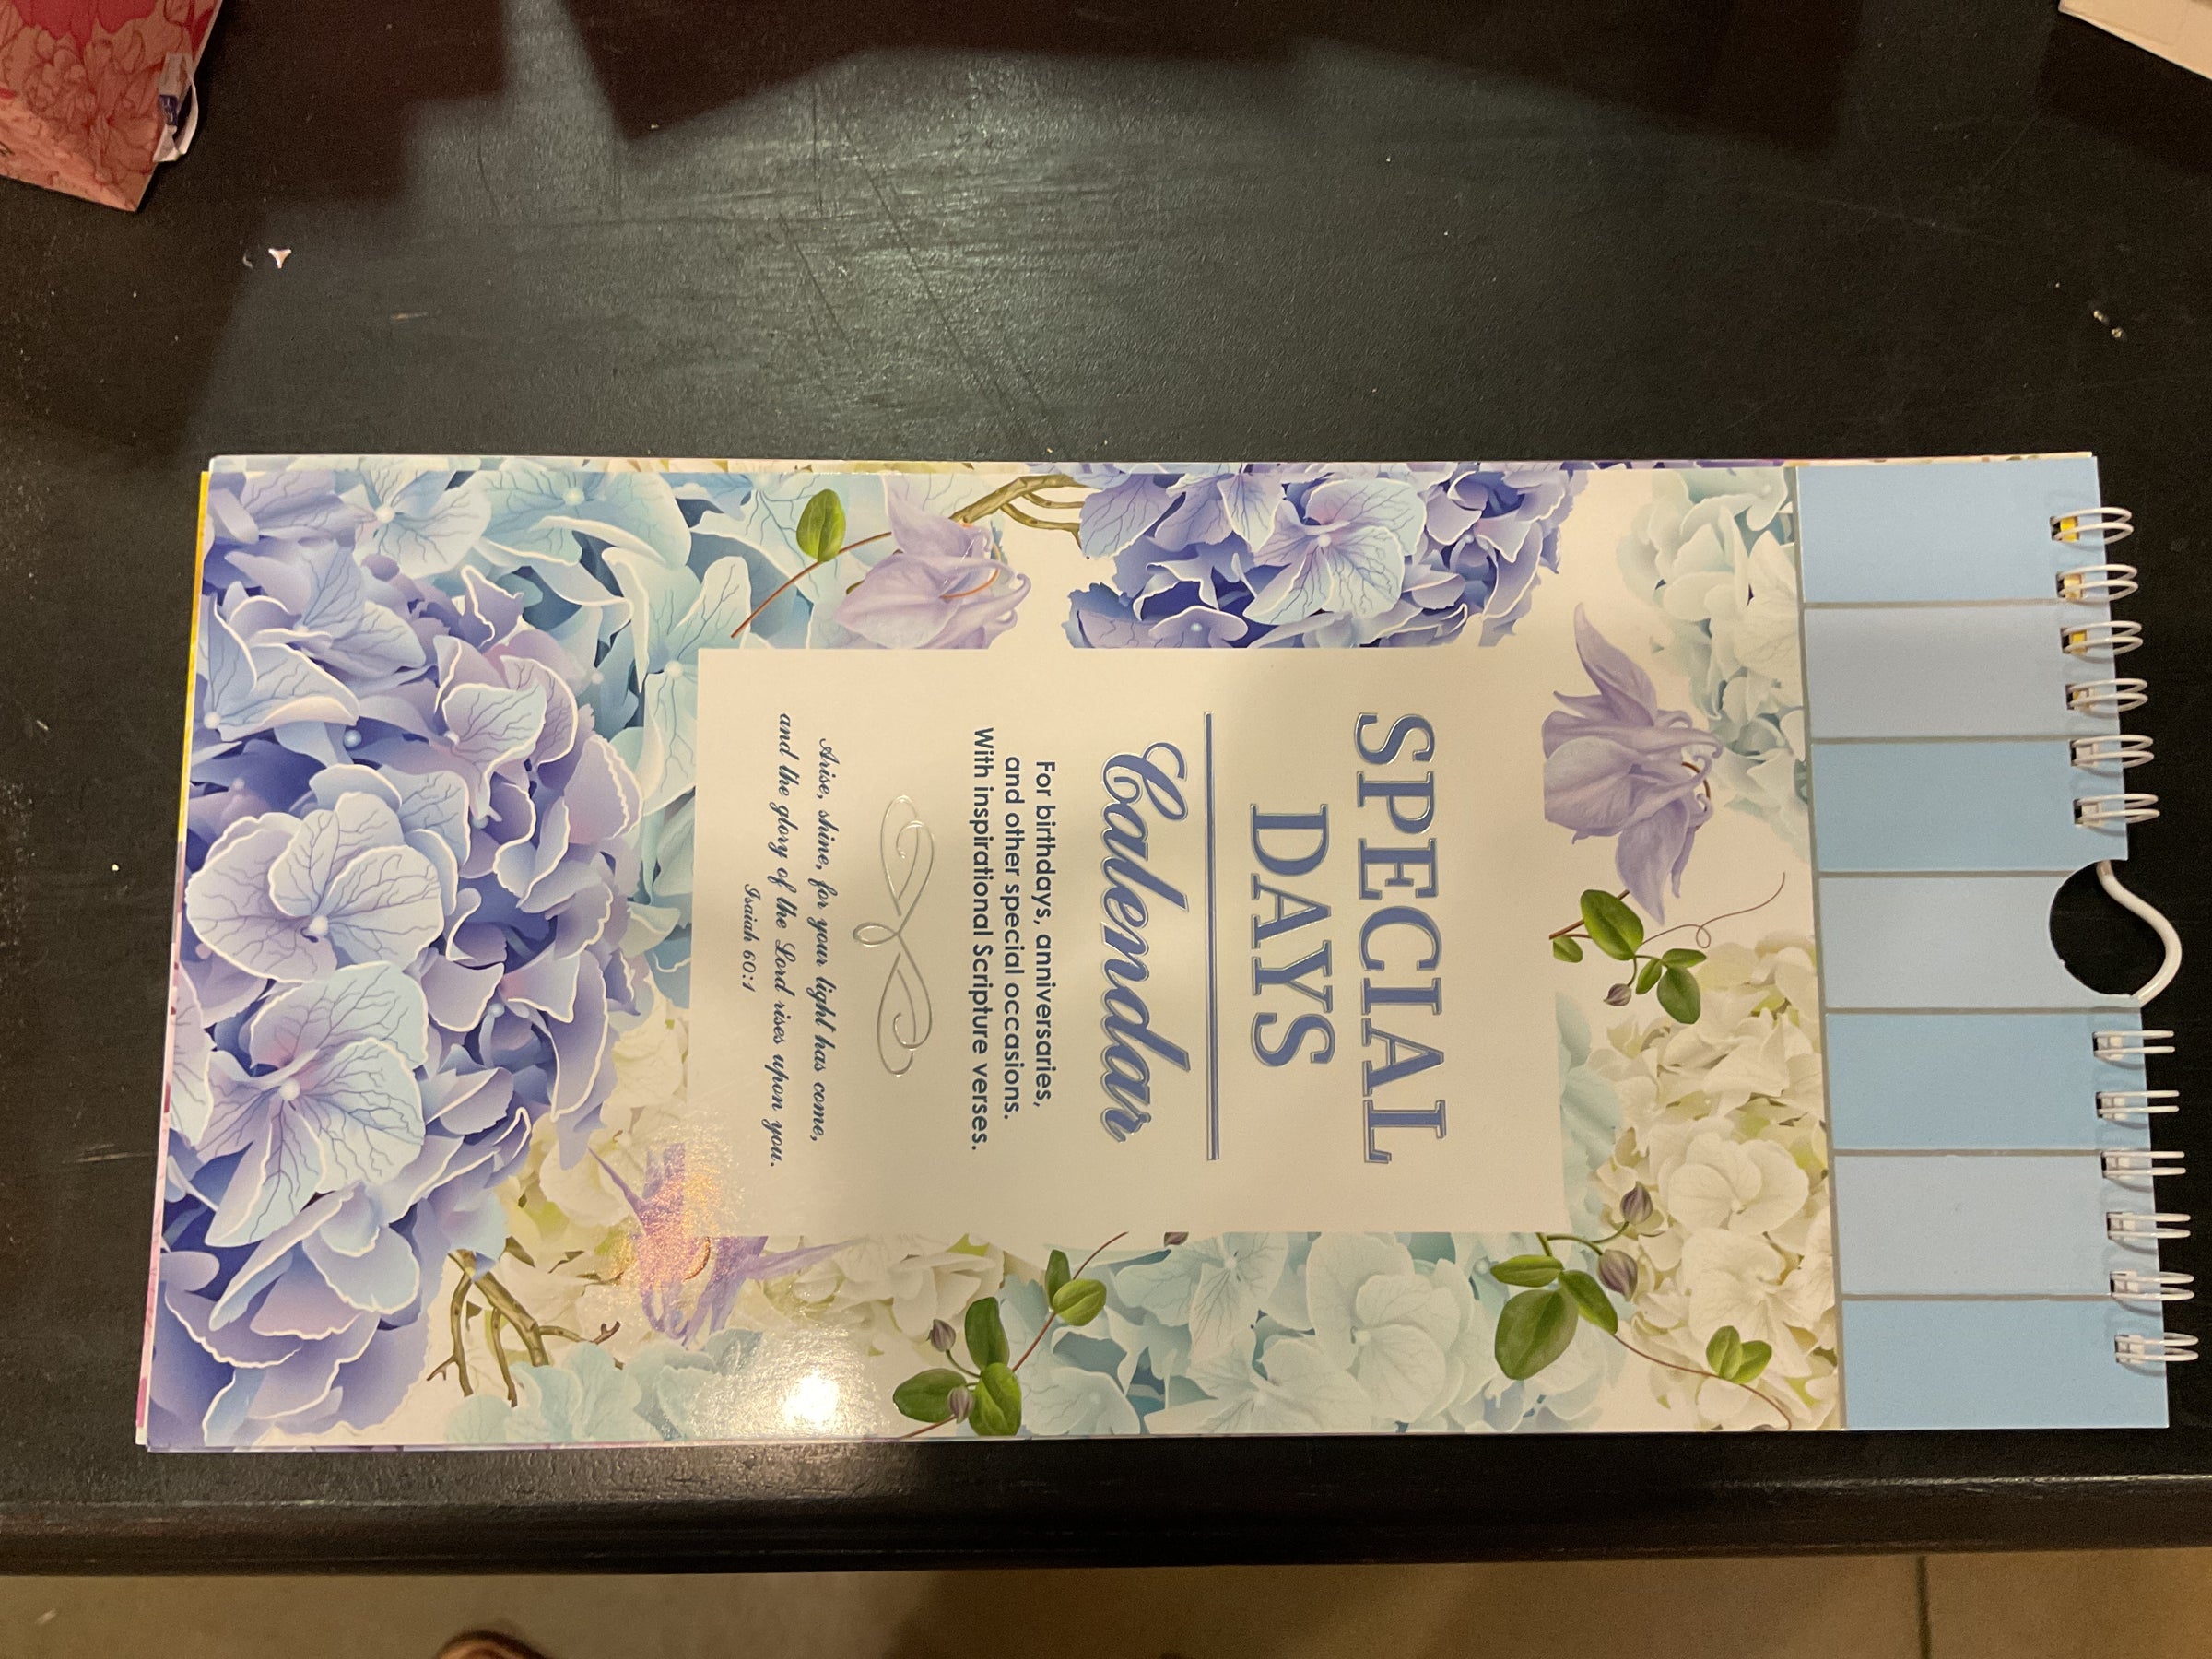 SPECIAL
DAYS
Calendar
For birthdays, anniversaries,
and other special occasions.
With inspirational Scripture verses.
Arise, shine, for your light has come,
and the glory of the Lord rises upon you.
Isaiah 60:1